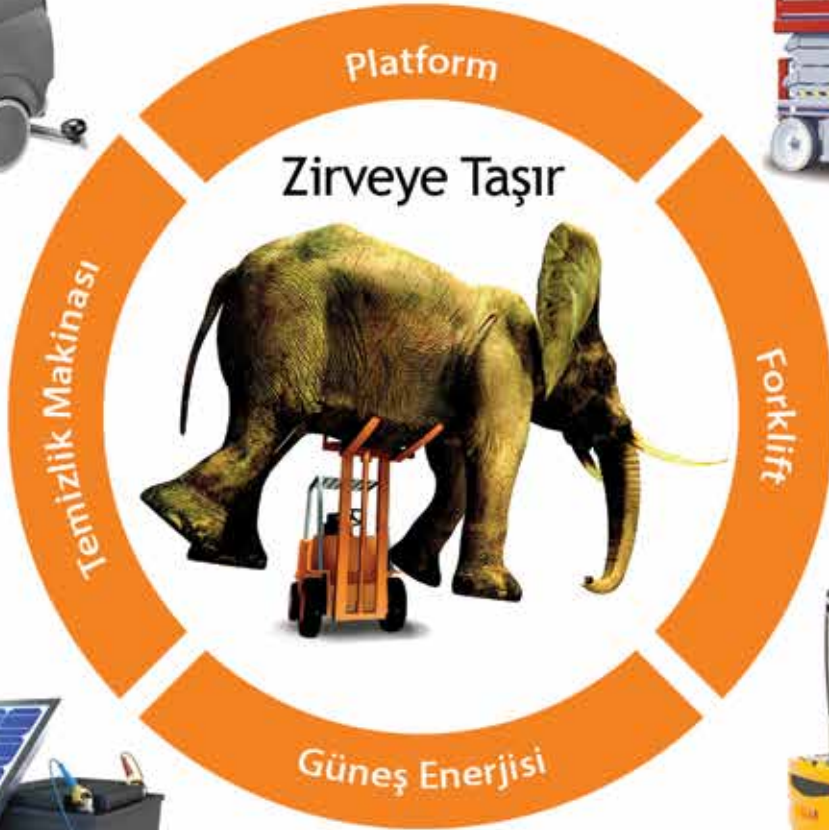 Platform
Zirveye Taşır
Temizlik Makinası
Forklift
Güneş Enerjisi